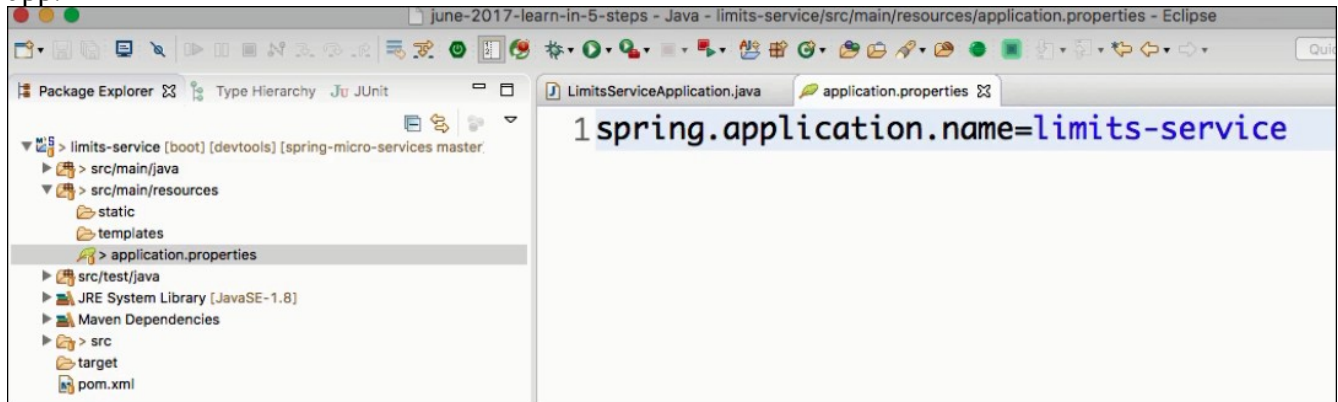 app.
june-2017-learn-in-5-steps - Java - limits-service/src/main/resources/application.properties - Eclipse
Package Explorer Type Hierarchy Ju JUnit
LimitsServiceApplication.java application.properties
1 spring.application.name=limits-service
> limits-service [boot] [devtools] [spring-micro-services master]
> src/main/java
> src/main/resources
static
templates
> application.properties
src/test/java
JRE System Library [JavaSE-1.8]
Maven Dependencies
> src
target
pom.xml